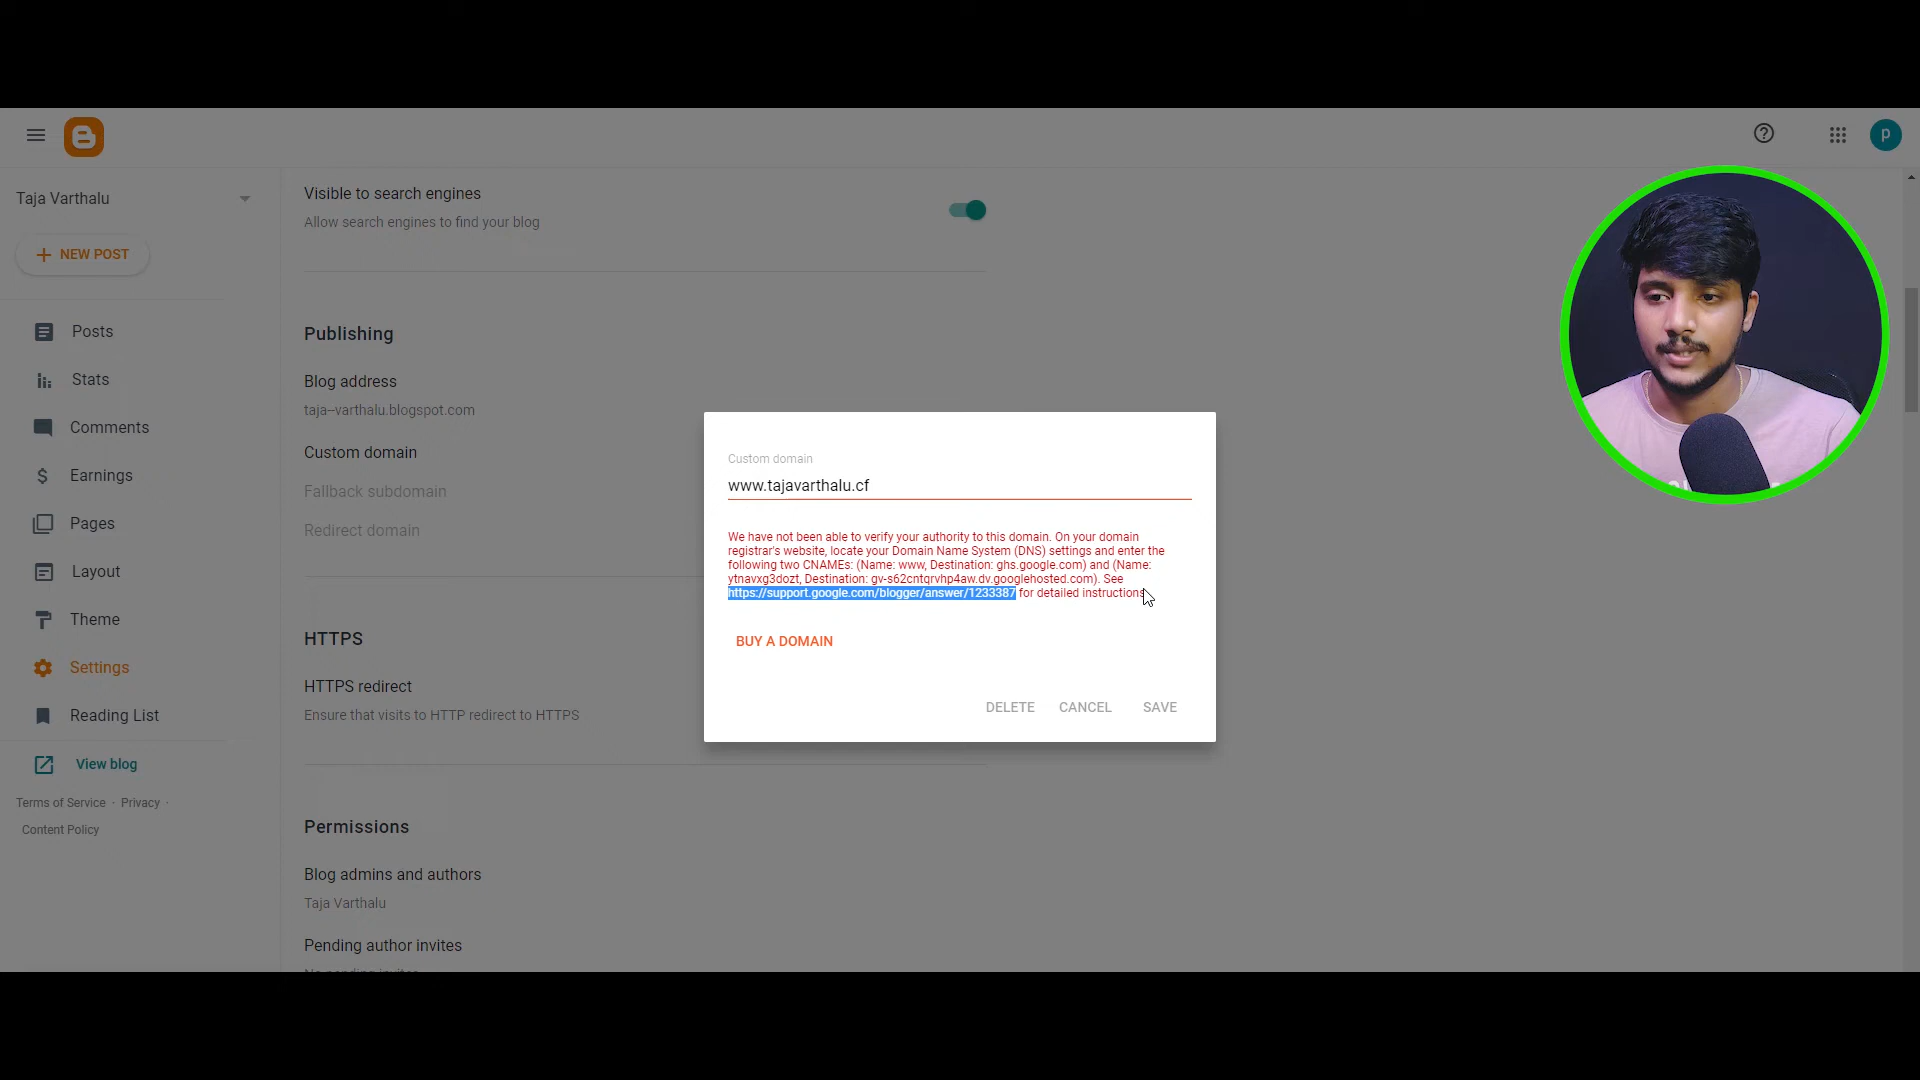 p
Taja Varthalu
NEW POST
Posts
Stats
Comments
Earnings
Pages
Layout
Theme
Settings
Reading List
View blog
Terms of Service · Privacy ·
Content Policy
Visible to search engines
Allow search engines to find your blog
Publishing
Blog address
taja--varthalu.blogspot.com
Custom domain
Fallback subdomain
Redirect domain
HTTPS
HTTPS redirect
Ensure that visits to HTTP redirect to HTTPS
Permissions
Blog admins and authors
Taja Varthalu
Pending author invites
No pending invites
Custom domain
www.tajavarthalu.cf
We have not been able to verify your authority to this domain. On your domain
registrar's website, locate your Domain Name System (DNS) settings and enter the
following two CNAMEs: (Name: www, Destination: ghs.google.com) and (Name:
ytnavxg3dozt, Destination: gv-s62cntqrvhp4aw.dv.googlehosted.com). See
https://support.google.com/blogger/answer/1233387 for detailed instructions
BUY A DOMAIN
DELETE CANCEL SAVE